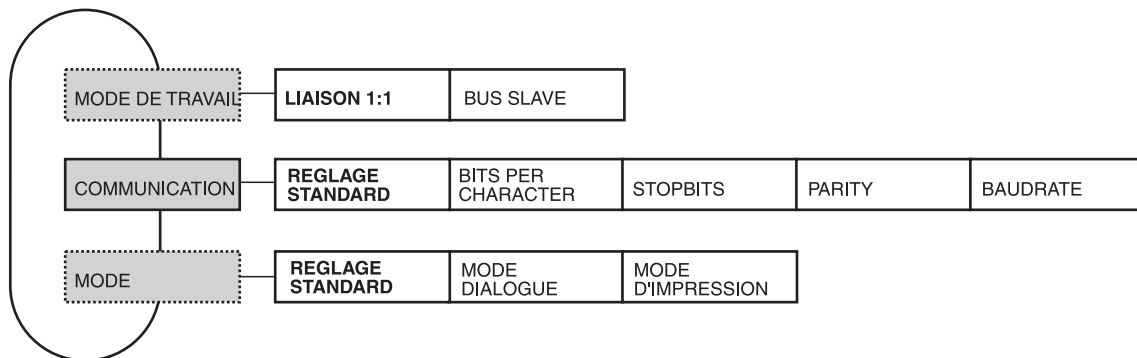 MODE DE TRAVAIL
LIAISON 1:1
BUS SLAVE
COMMUNICATION
REGLAGE
STANDARD
BITS PER
CHARACTER
STOPBITS
PARITY
BAUDRATE
MODE
REGLAGE
STANDARD
MODE
DIALOGUE
MODE
D'IMPRESSION